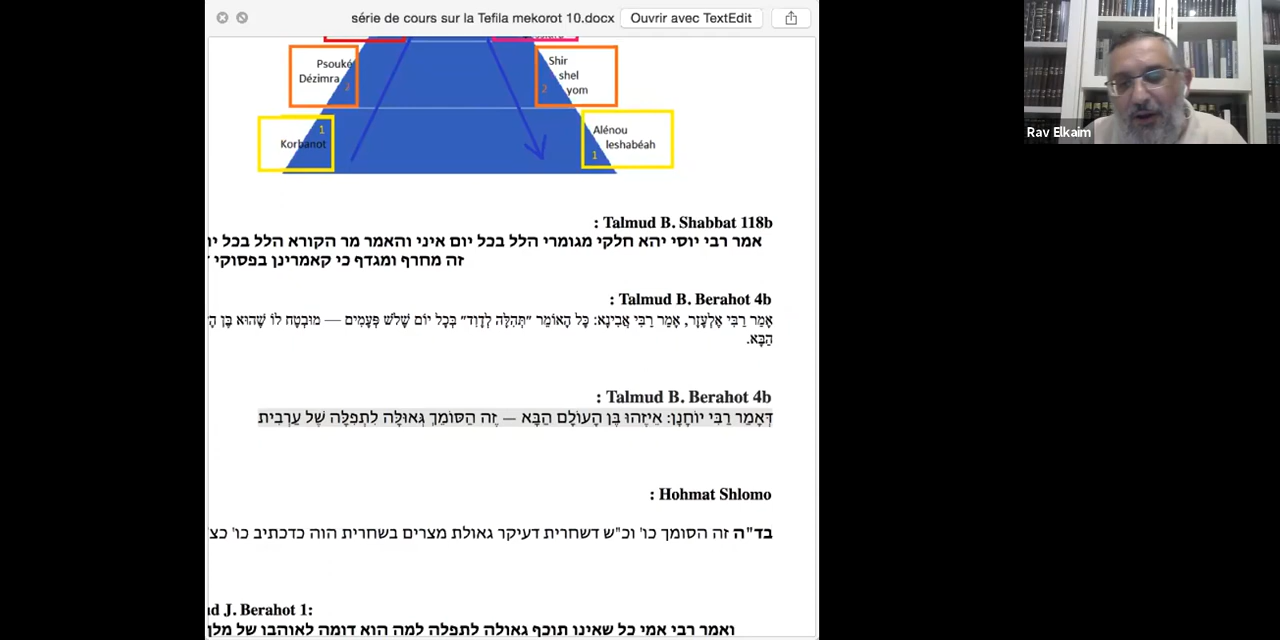 série de cours sur la Tefila mekorot 10.docx
Ouvrir avec TextEdit
Rav Elkaim
Psouké
Dézimra
2
Shir
shel
yom
2
1
Korbanot
Alénou
leshabéah
1
Talmud B. Shabbat 118b :
אמר רבי יוסי יהא חלקי מגומרי הלל בכל יום איני והאמר מר הקורא הלל בכל
זה מחרף ומגדף כי קאמרינן בפסוקי
Talmud B. Berahot 4b :
אָמַר רַבִּי אֶלְעָזָר, אָמַר רַבִּי אֲבִינָא: כׇּל הָאוֹמֵר ״תְּהִלָּה לְדָוִד״ בְּכׇל יוֹם שָׁלֹשׁ פְּעָמִים — מוּבְטָח לוֹ שֶׁהוּא בֶּן
הַבָּא.
Talmud B. Berahot 4b :
דְּאָמַר רַבִּי יוֹחָנָן: אֵיזֶהוּ בֶּן הָעוֹלָם הַבָּא — זֶה הַסּוֹמֵךְ גְּאוּלָּה לִתְפִלָּה שֶׁל עַרְבִית
Hohmat Shlomo :
בד"ה זה הסומך כו' וכ"ש דשחרית דעיקר גאולת מצרים בשחרית הוה כדכתיב כו'
J. Berahot 1:
ואמר רבי אמי כל שאינו תוכף גאולה לתפלה למה הוא דומה לאוהבו של